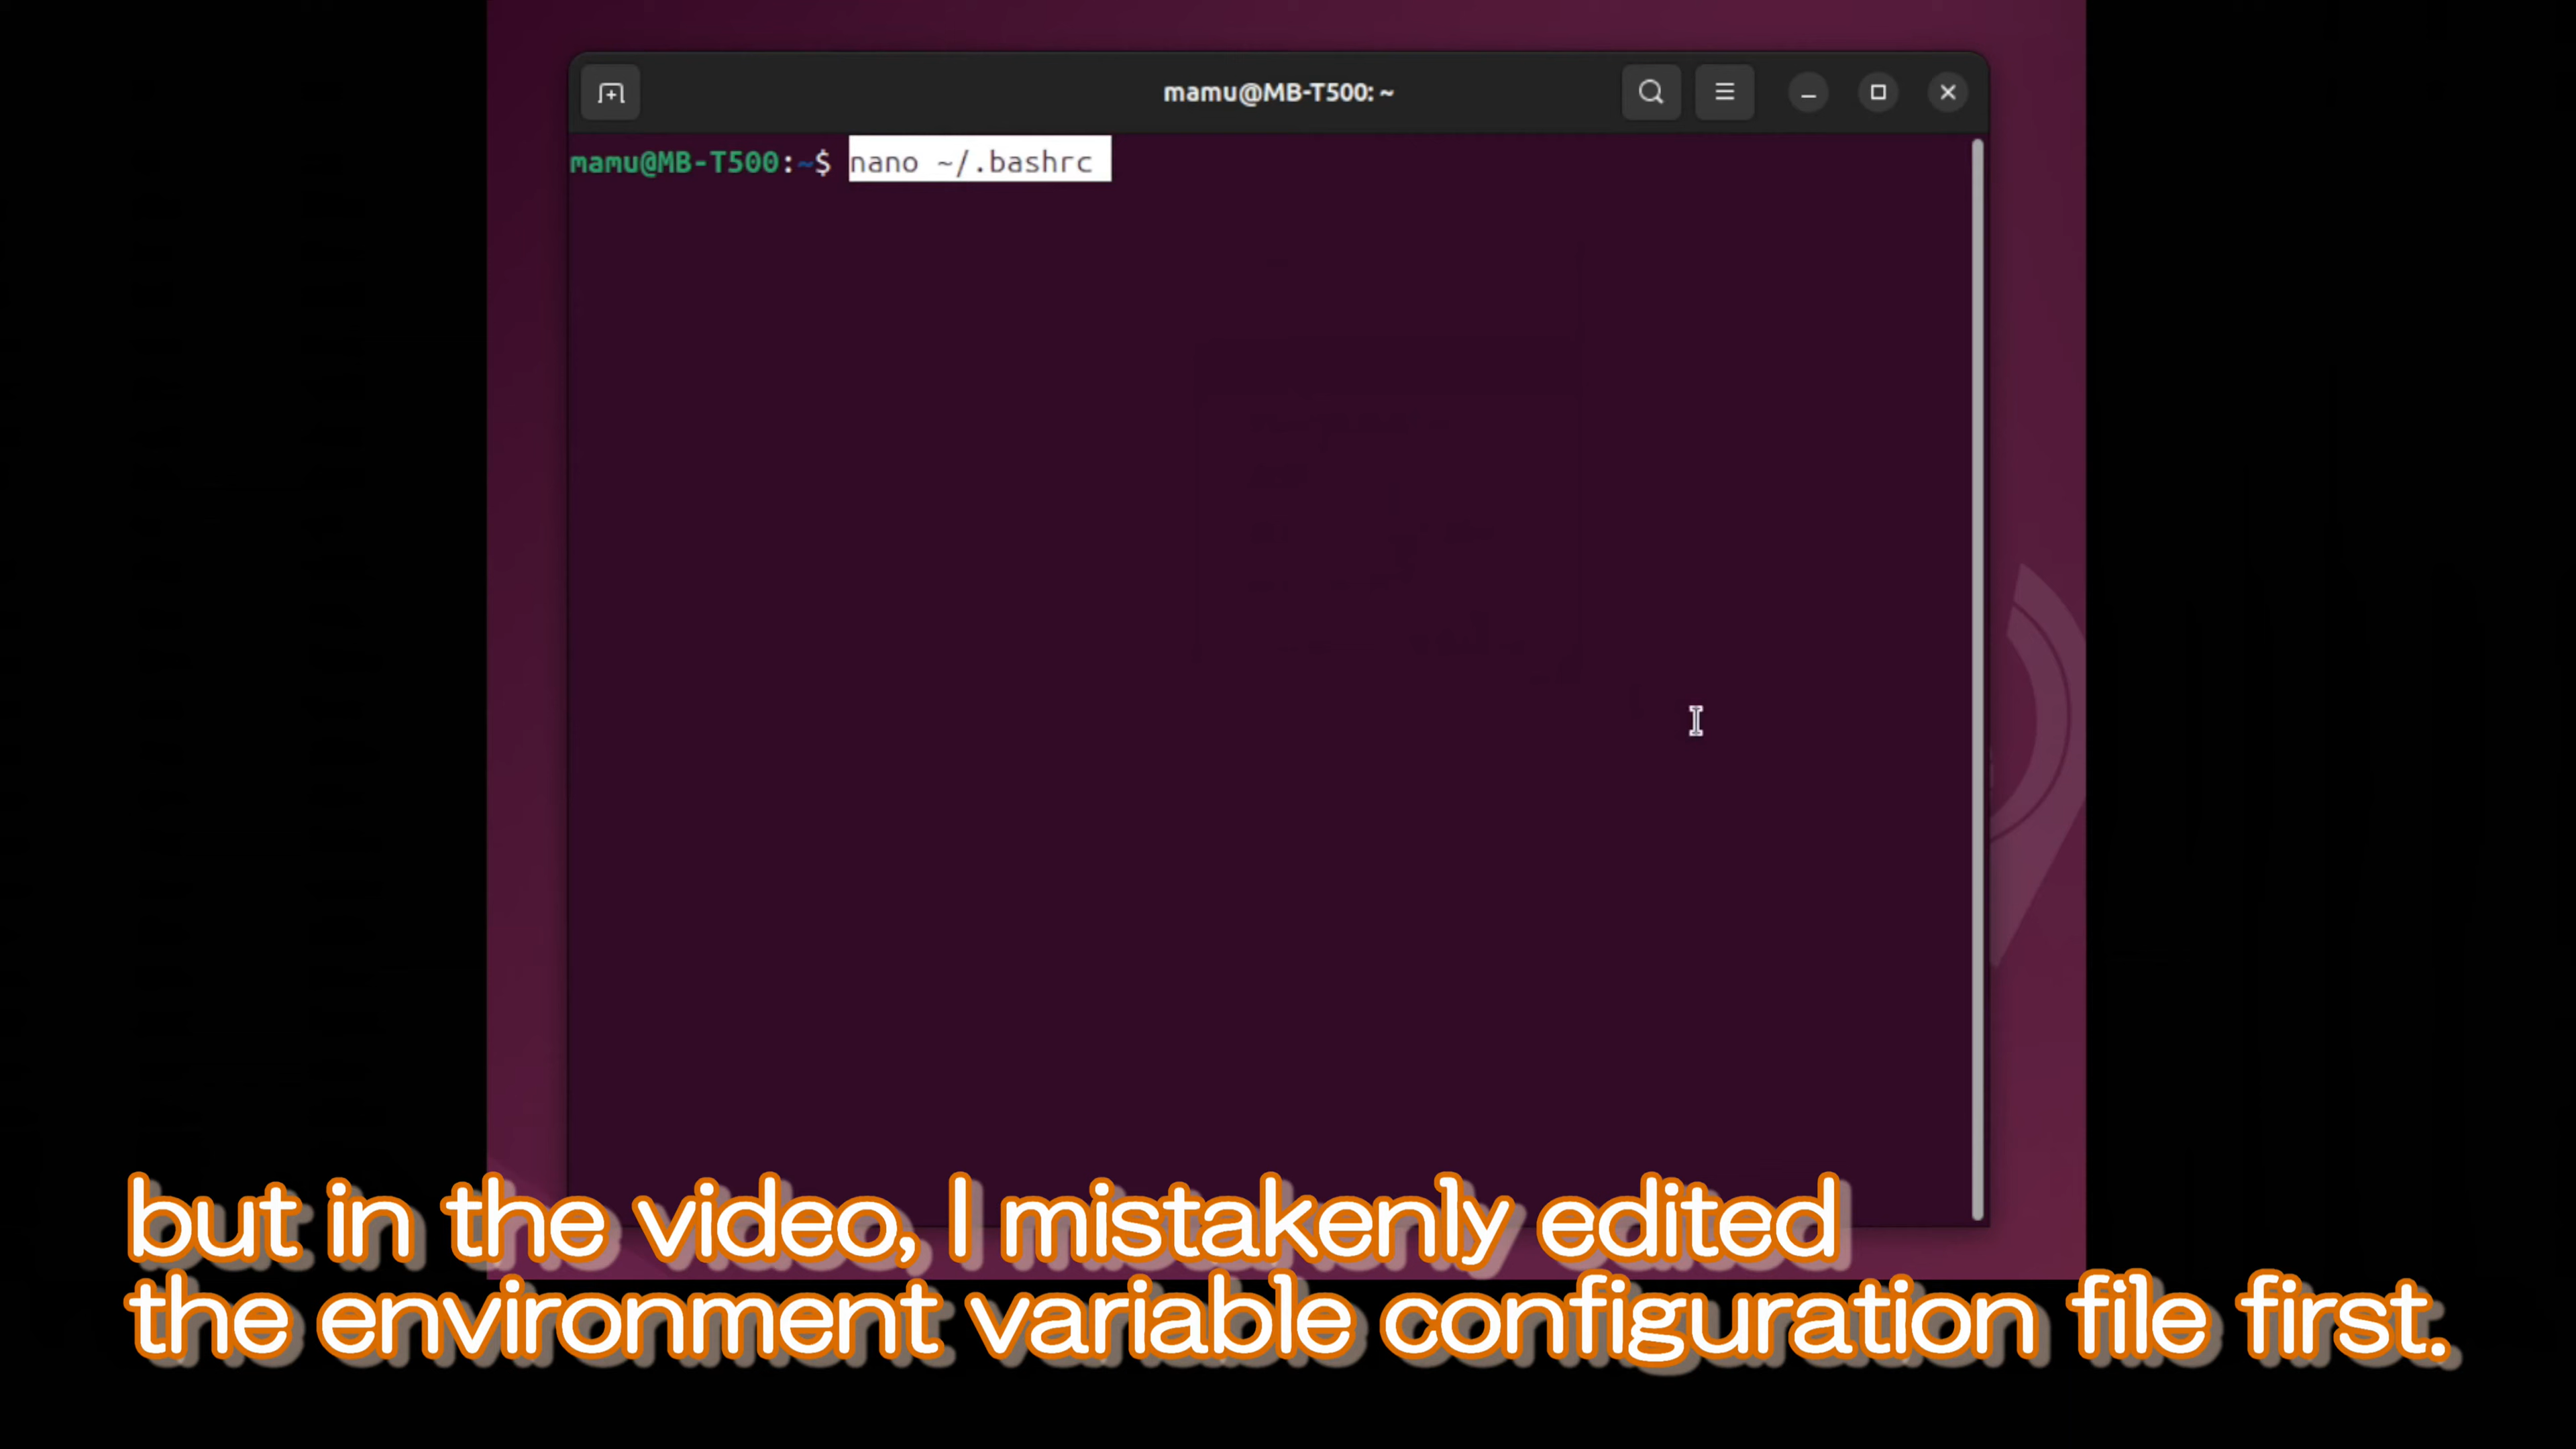 mamu@MB-T500: ~
mamu@MB-T500:~$ nano ~/.bashrc
but in the video, I mistakenly edited
the environment variable configuration file first.